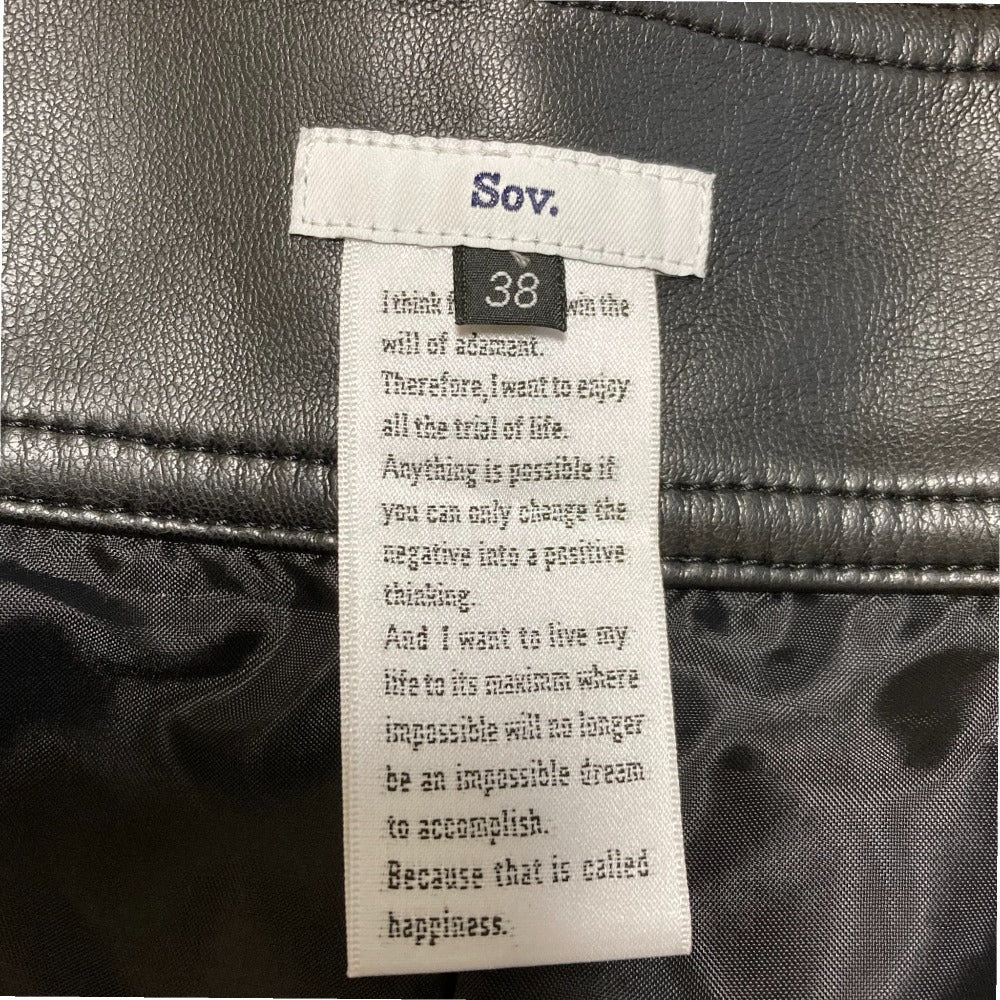 Sov.
38
I think win the
will of adamant.
Therefore, I want to enjoy
all the trial of life.
Anything is possible if
you can only change the
negative into a positive
thinking.
And I want to live my
life to its maximm where
impossible will no longer
be an impossible dream
to accomplish.
Because that is called
happiness.